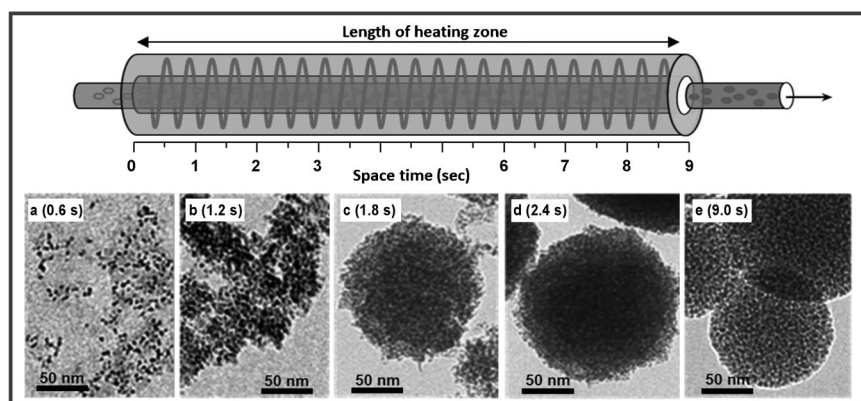 Length of heating zone
0 1 2 3 6 7 8 9
Space time (sec)
a (0.6 s) b (1.2 s) c (1.8 s) d (2.4 s) e (9.0 s)
50 nm 50 nm 50 nm 50 nm 50 nm